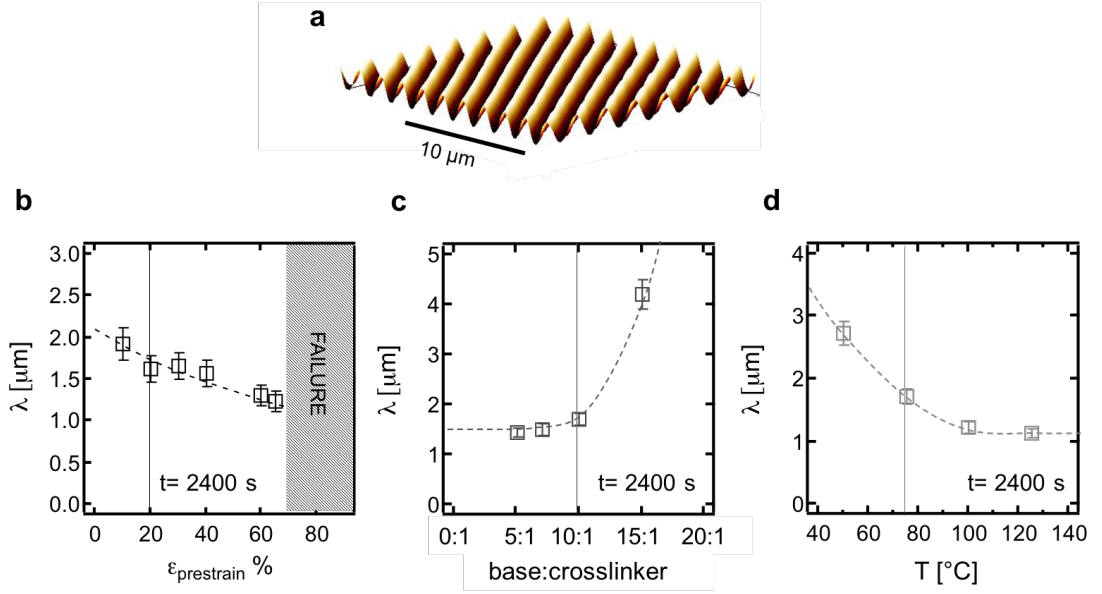 a
10 μm
b
c
d
3.0
2.5
2.0
1.5
1.0
0.5
0.0
λ [μm]
FAILURE
t= 2400 s
0 20 40 60 80
εprestrain %
5
4
3
2
1
0
λ [μm]
t= 2400 s
0:1 5:1 10:1 15:1 20:1
base:crosslinker
4
3
2
1
0
λ [μm]
t= 2400 s
40 60 80 100 120 140
T [°C]